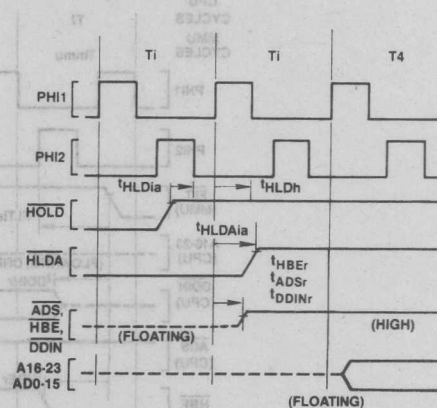 Ti Ti T4
PHI1
PHI2
tHLDia tHLDh
HOLD
tHLDAia
HLDA
tHBEr
tADSr
tDDINr
ADS,
HBE,
DDIN
(FLOATING) (HIGH)
A16-23
AD0-15
(FLOATING)